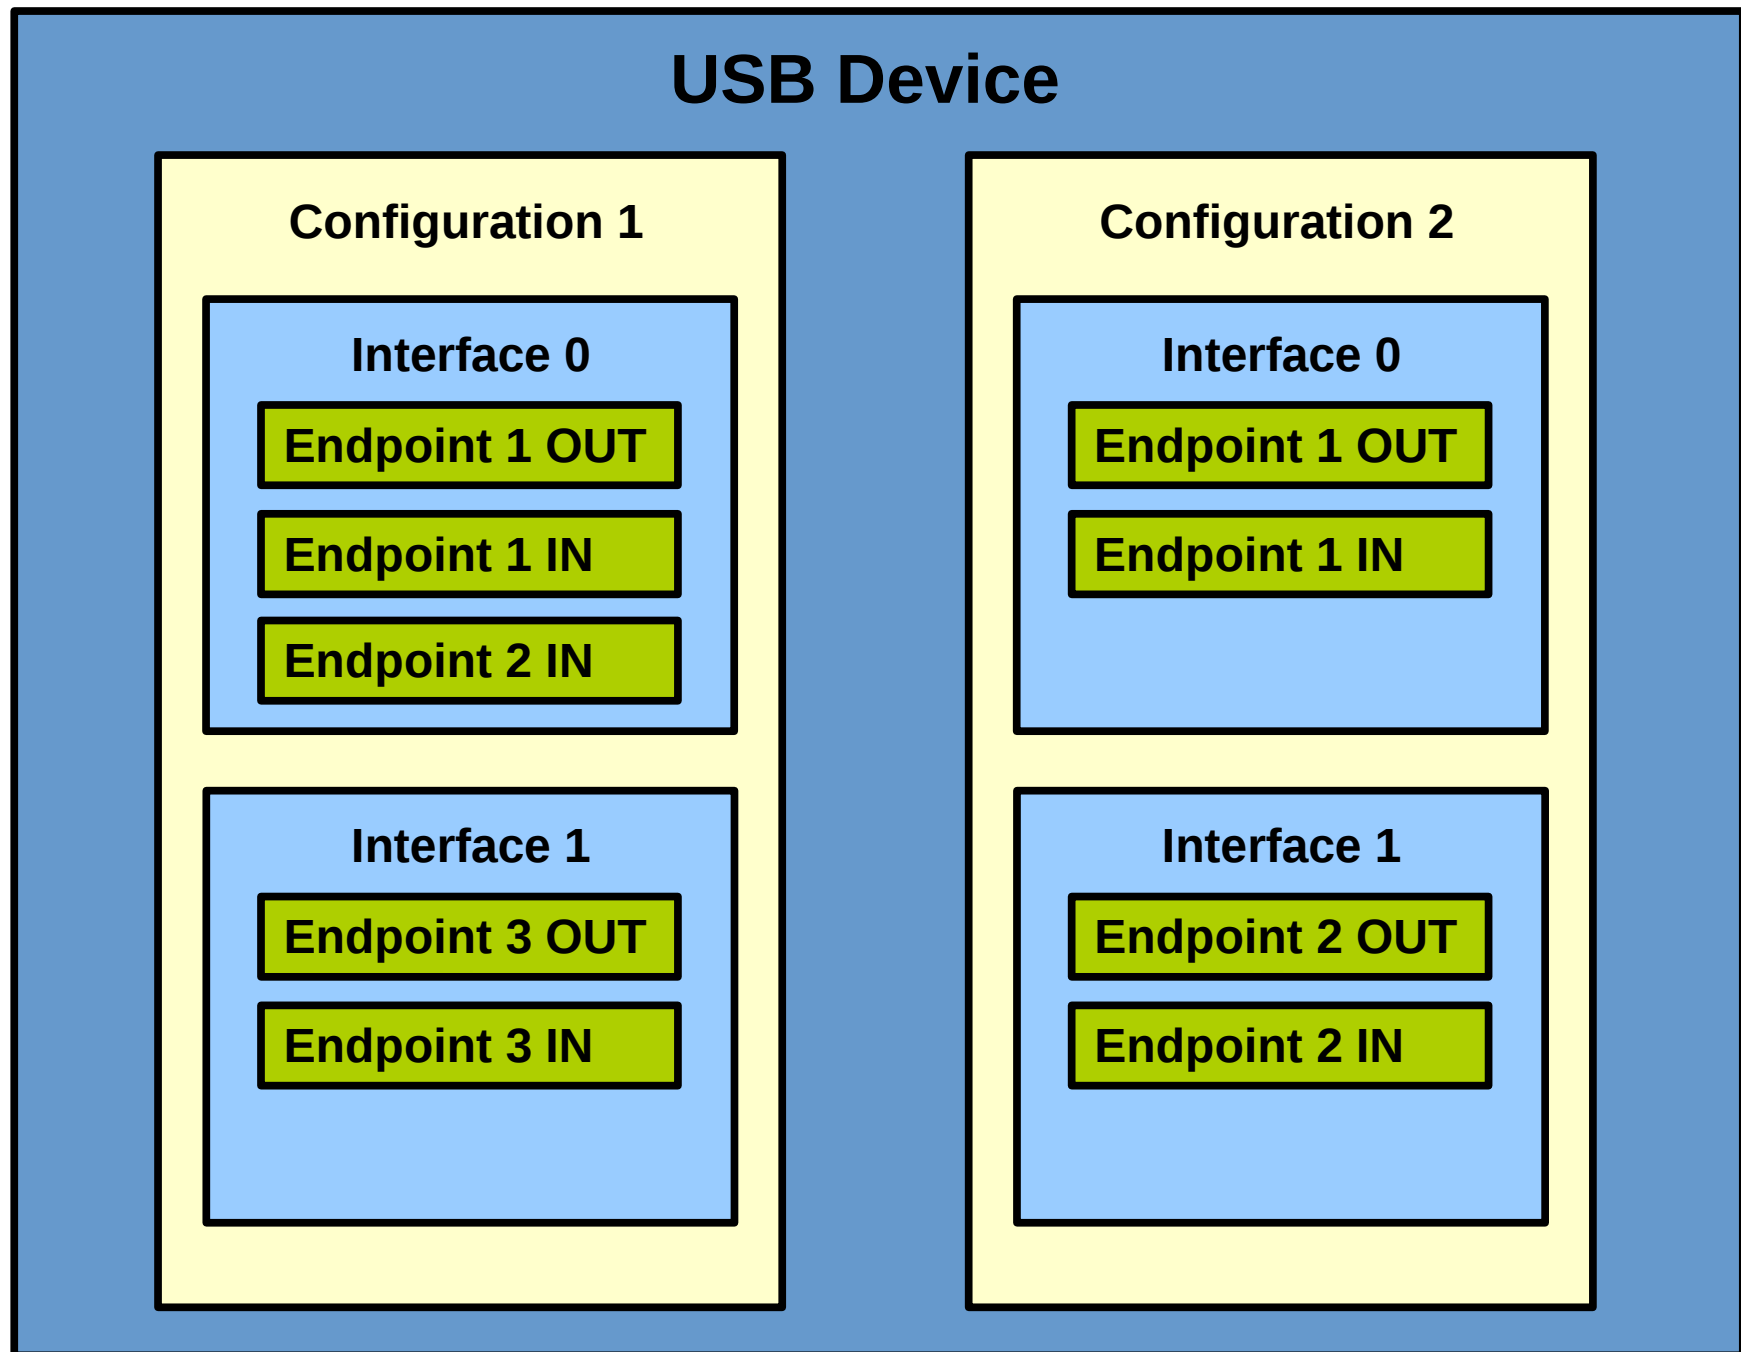 USB Device
Configuration 1
Interface 0
Endpoint 1 OUT
Endpoint 1 IN
Endpoint 2 IN
Interface 1
Endpoint 3 OUT
Endpoint 3 IN
Configuration 2
Interface 0
Endpoint 1 OUT
Endpoint 1 IN
Interface 1
Endpoint 2 OUT
Endpoint 2 IN